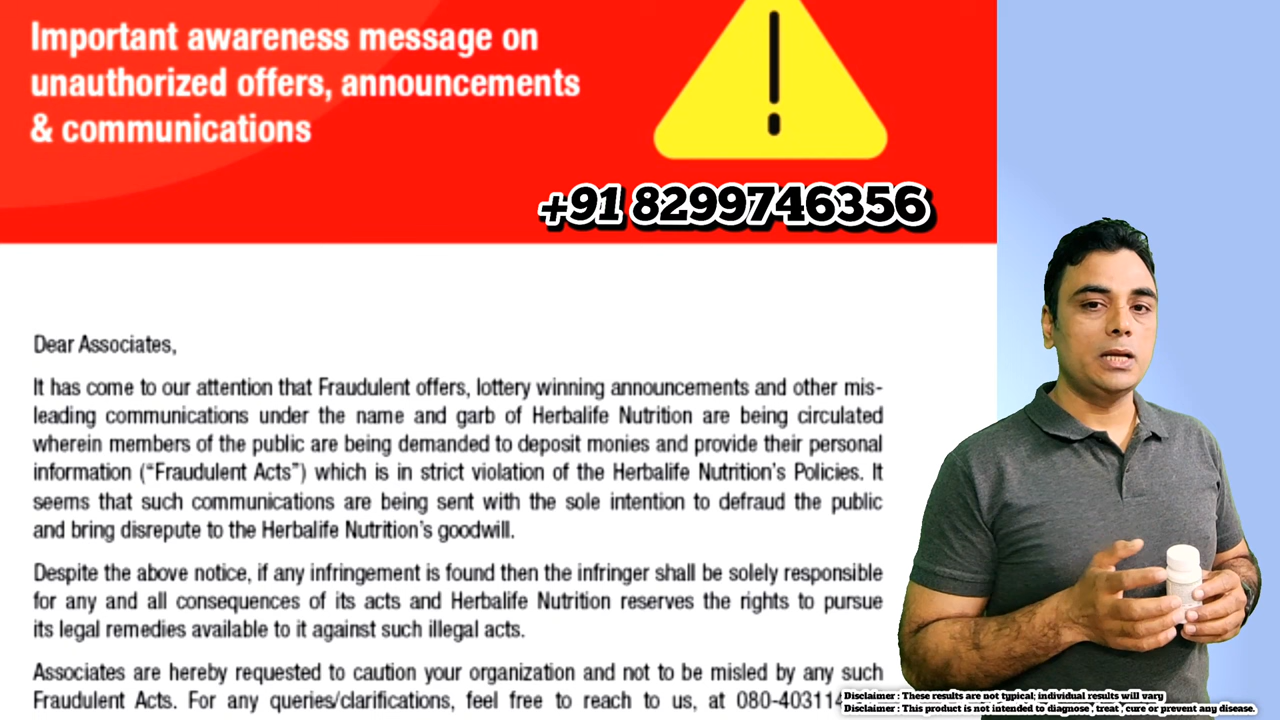 Important awareness message on
unauthorized offers, announcements
& communications
+91 8299746356
Dear Associates,
It has come to our attention that Fraudulent offers, lottery winning announcements and other mis-
leading communications under the name and garb of Herbalife Nutrition are being circulated
wherein members of the public are being demanded to deposit monies and provide their personal
information (“Fraudulent Acts”) which is in strict violation of the Herbalife Nutrition’s Policies. It
seems that such communications are being sent with the sole intention to defraud the public
and bring disrepute to the Herbalife Nutrition’s goodwill.
Despite the above notice, if any infringement is found then the infringer shall be solely responsible
for any and all consequences of its acts and Herbalife Nutrition reserves the rights to pursue
its legal remedies available to it against such illegal acts.
Associates are hereby requested to caution your organization and not to be misled by any such
Fraudulent Acts. For any queries/clarifications, feel free to reach to us, at
Disclaimer : These results are not typical; individual results will vary
Disclaimer : This product is not intended to diagnose , treat , cure or prevent any disease.